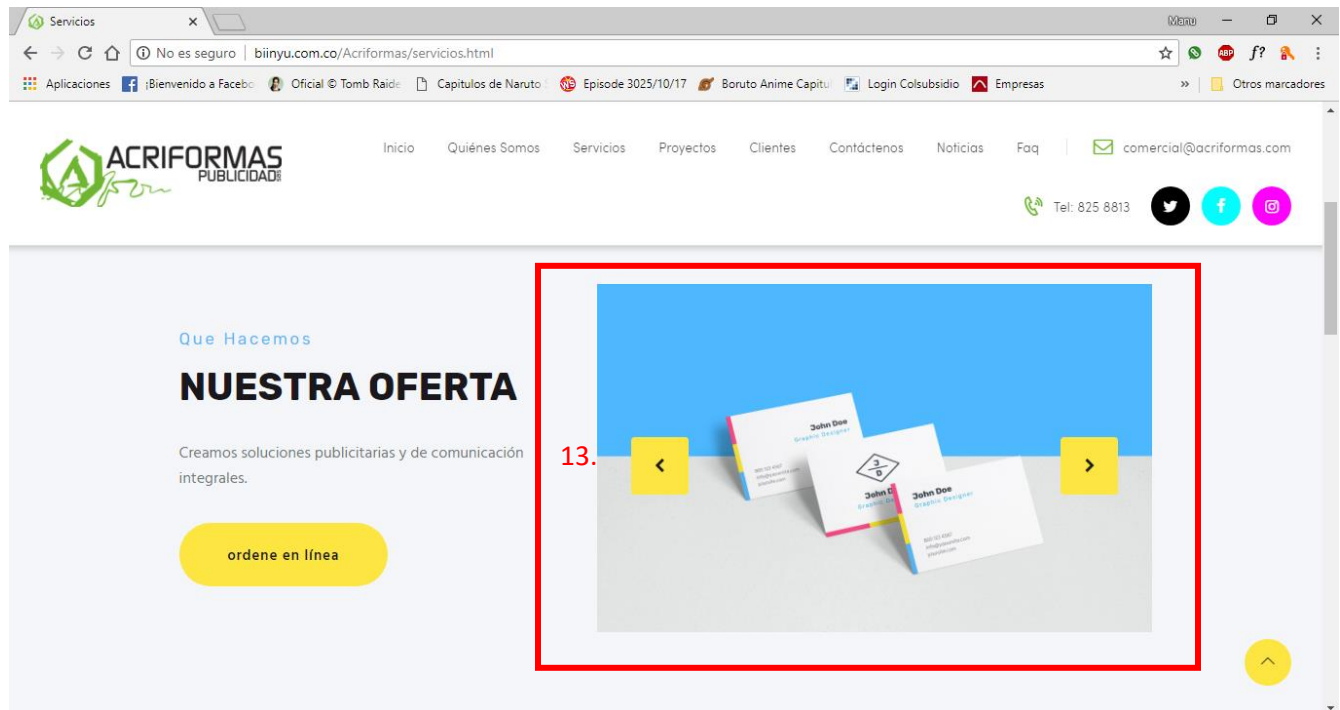 Servicios
Manu
No es seguro | biinyu.com.co/Acriformas/servicios.html
ABP
f?
Aplicaciones
¡Bienvenido a Facebo
Oficial © Tomb Raide
Capitulos de Naruto
Episode 3025/10/17
Boruto Anime Capitu
Login Colsubsidio
Empresas
»
Otros marcadores
ACRIFORMAS
PUBLICIDAD
Inicio
Quiénes Somos
Servicios
Proyectos
Clientes
Contáctenos
Noticias
Faq
comercial@acriformas.com
Tel: 825 8813
Que Hacemos
NUESTRA OFERTA
Creamos soluciones publicitarias y de comunicación
integrales.
ordene en línea
13.
John Doe
Graphic Designer
J
D
John D
John Doe
Graphic Designer